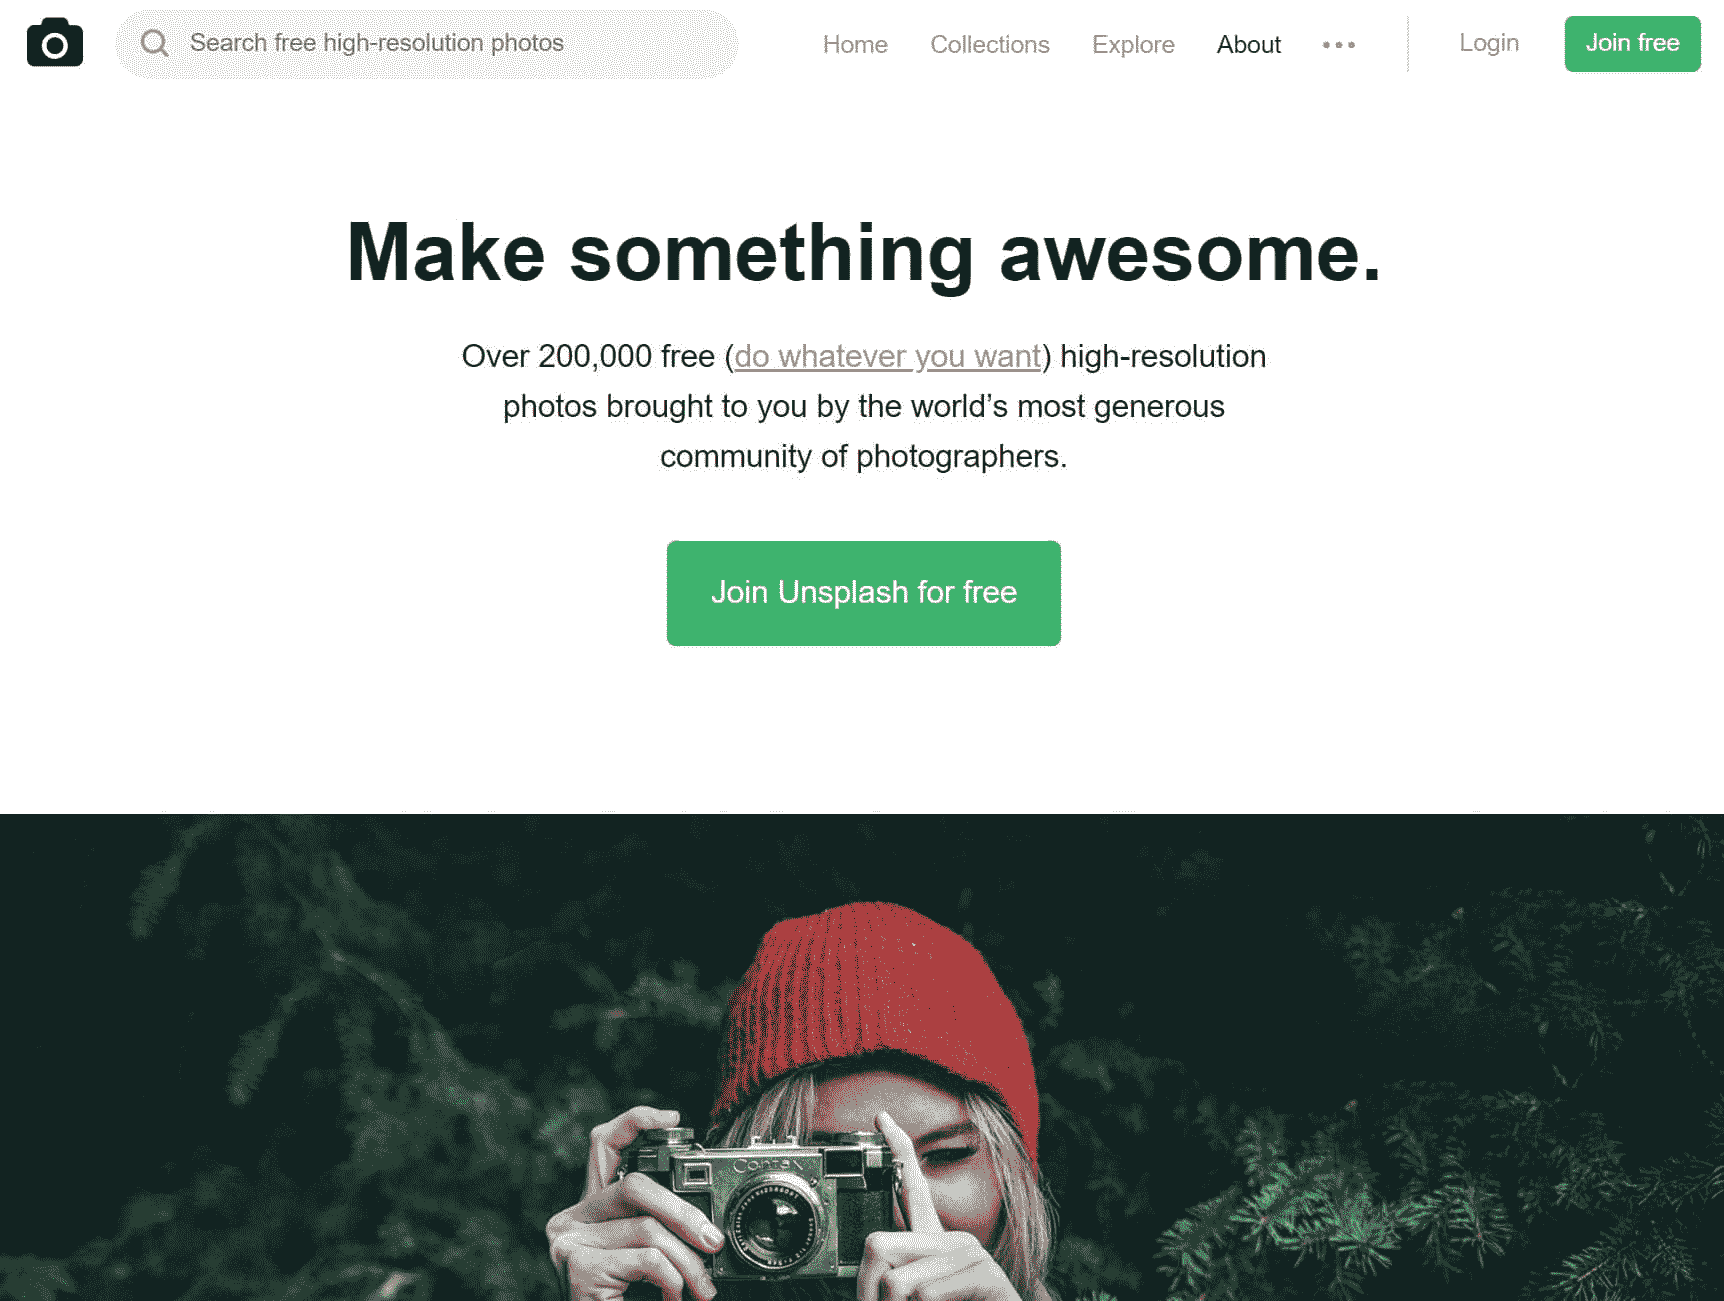 Search free high-resolution photos
Home Collections Explore About
Login
Join free
Make something awesome.
Over 200,000 free (do whatever you want) high-resolution
photos brought to you by the world’s most generous
community of photographers.
Join Unsplash for free
Contax